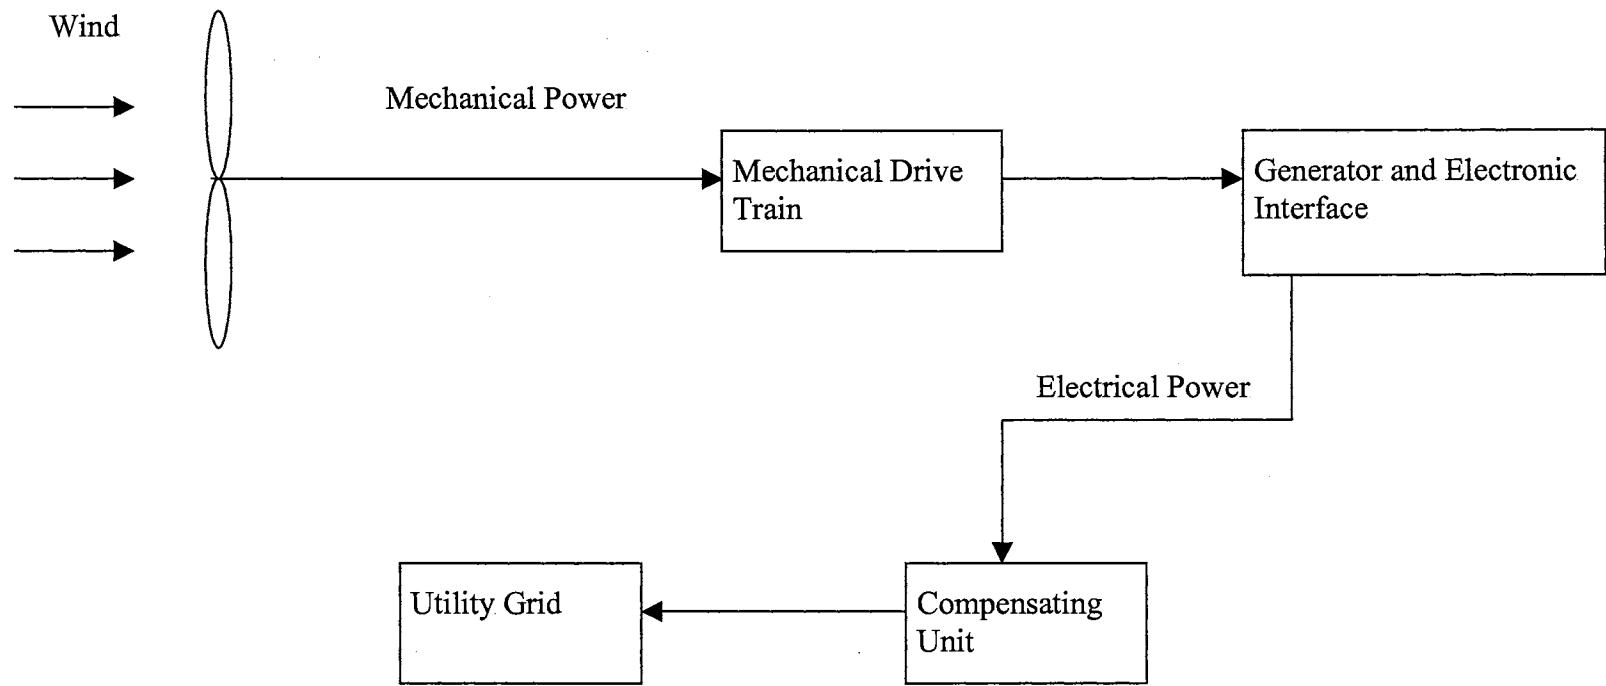 Wind
Mechanical Power
Mechanical Drive
Train
Generator and Electronic
Interface
Electrical Power
Utility Grid
Compensating
Unit